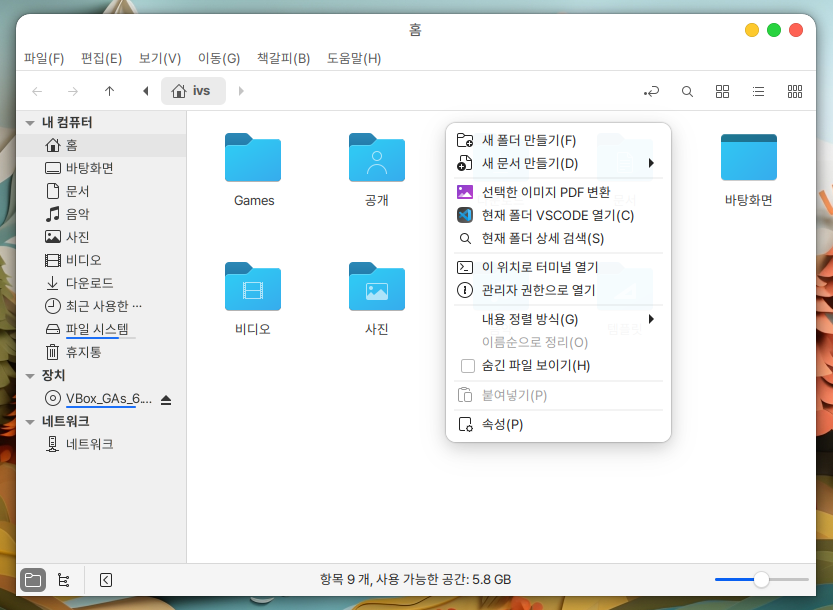 홈
파일(F) 편집(E) 보기(V) 이동(G) 책갈피(B) 도움말(H)
ivs
내 컴퓨터
홈
바탕화면
문서
음악
사진
비디오
다운로드
최근 사용한 ···
파일 시스템
휴지통
장치
VBox_GAs_6....
네트워크
네트워크
Games
공개
바탕화면
비디오
사진
새 폴더 만들기(F)
새 문서 만들기(D)
선택한 이미지 PDF 변환
현재 폴더 VSCODE 열기(C)
현재 폴더 상세 검색(S)
이 위치로 터미널 열기
관리자 권한으로 열기
내용 정렬 방식(G)
이름순으로 정리(O)
숨긴 파일 보이기(H)
붙여넣기(P)
속성(P)
항목 9 개, 사용 가능한 공간: 5.8 GB